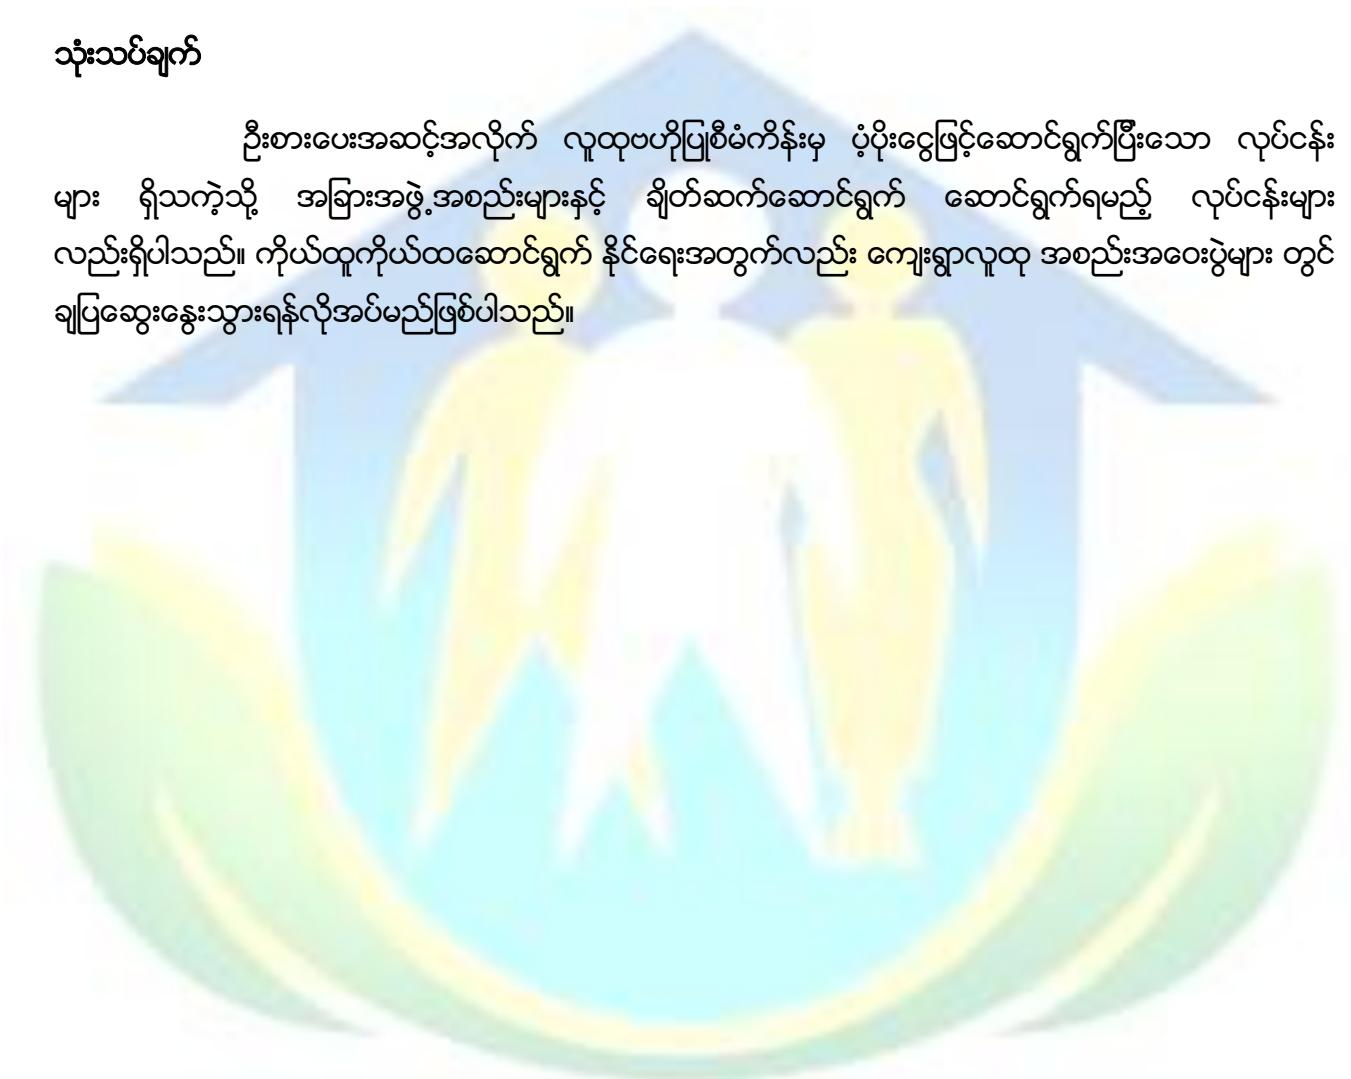 သုံးသပ်ချက်
ဦးစားပေးအဆင့်အလိုက် လူထုဗဟိုပြုစီမံကိန်းမှ ပံ့ပိုးငွေဖြင့်ဆောင်ရွက်ပြီးသော လုပ်ငန်း
များ ရှိသကဲ့သို့ အခြားအဖွဲ့အစည်းများနှင့် ချိတ်ဆက်ဆောင်ရွက် ဆောင်ရွက်ရမည့် လုပ်ငန်းများ
လည်းရှိပါသည်။ ကိုယ်ထူကိုယ်ထဆောင်ရွက် နိုင်ရေးအတွက်လည်း ကျေးရွာလူထု အစည်းအဝေးပွဲများ တွင်
ချပြဆွေးနွေးသွားရန်လိုအပ်မည်ဖြစ်ပါသည်။